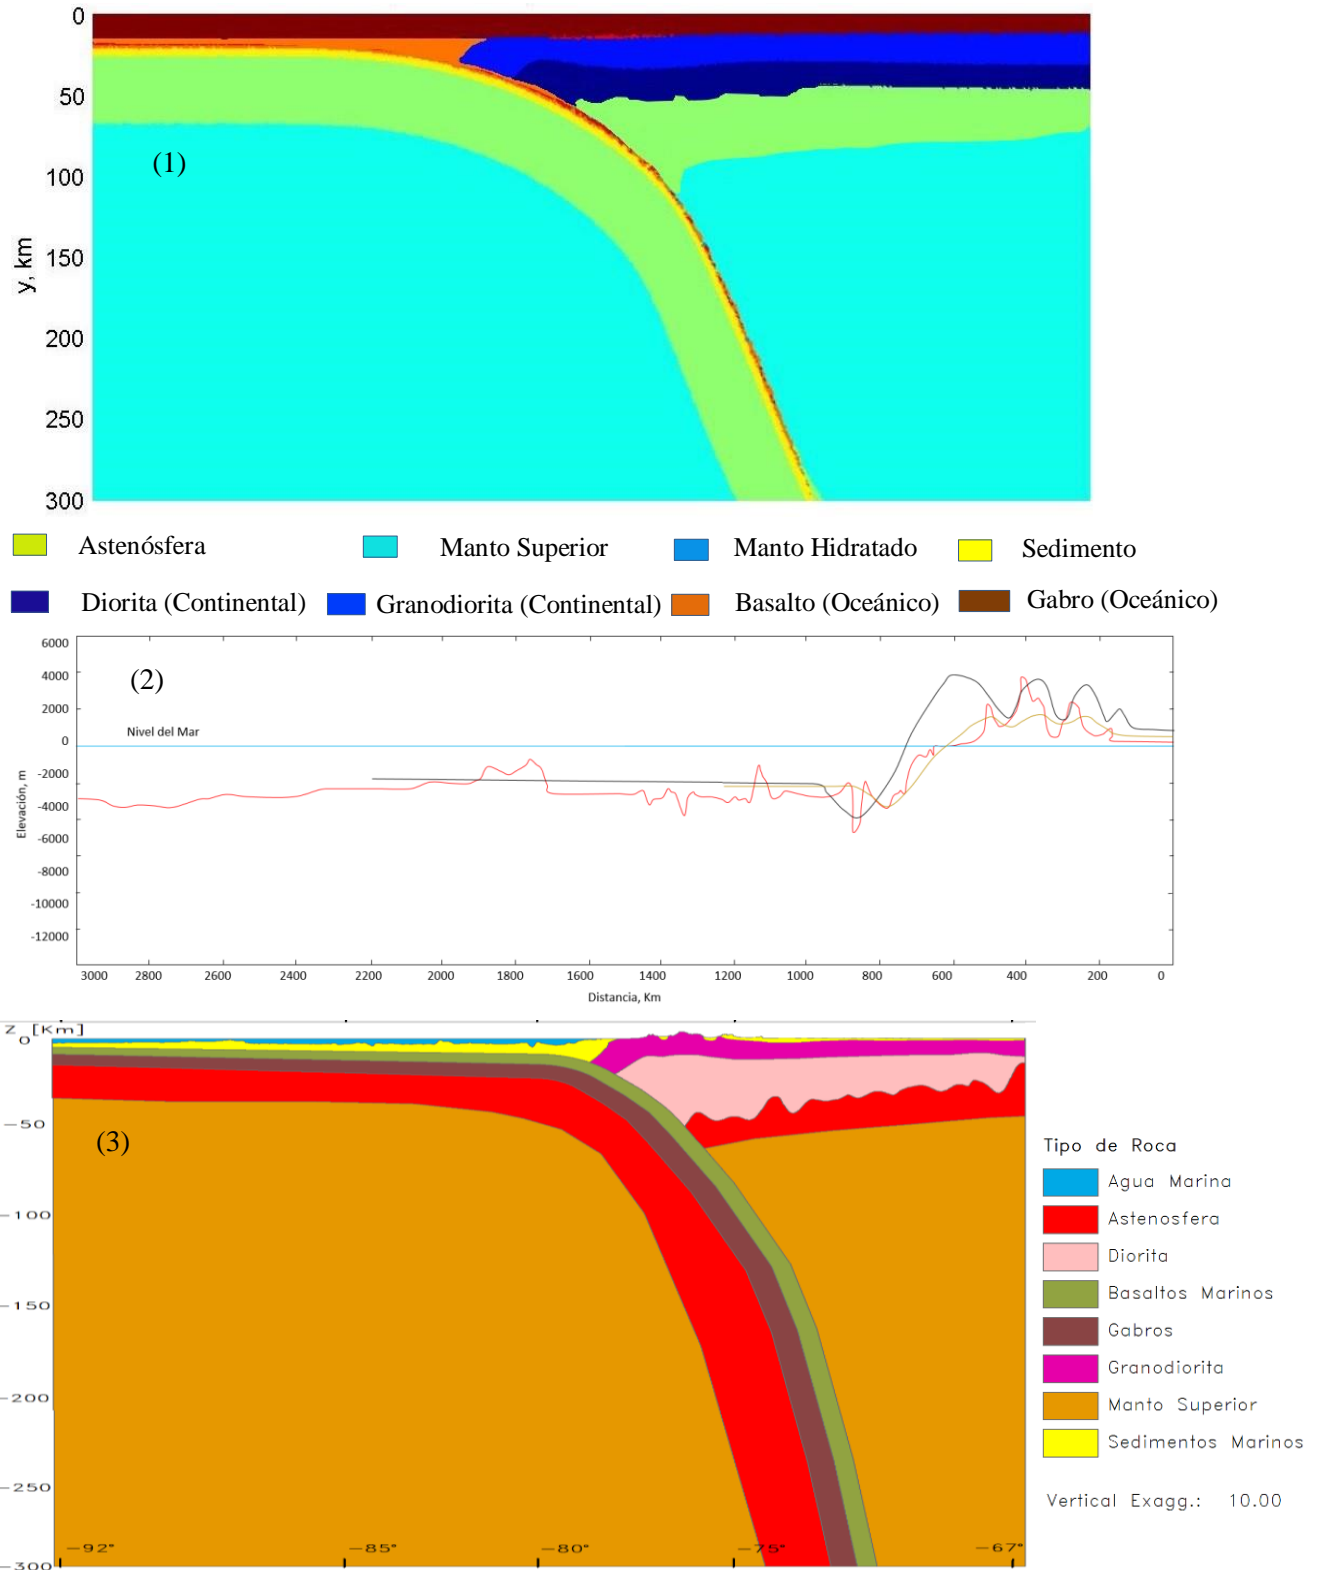 0
50
100
150
200
250
300
y, km
(1)
Astenósfera Manto Superior Manto Hidratado Sedimento
Diorita (Continental) Granodiorita (Continental) Basalto (Oceánico) Gabro (Oceánico)
6000
4000
2000
0
-2000
-4000
-6000
-8000
-10000
-12000
Elevación, m
(2)
Nivel del Mar
3000 2800 2600 2400 2200 2000 1800 1600 1400 1200 1000 800 600 400 200 0
Distancia, Km
Z [Km]
0
-50
-100
-150
-200
-250
-300
(3)
-92° -85° -80° -75° -67°
Tipo de Roca
Agua Marina
Astenosfera
Diorita
Basaltos Marinos
Gabros
Granodiorita
Manto Superior
Sedimentos Marinos
Vertical Exagg.: 10.00